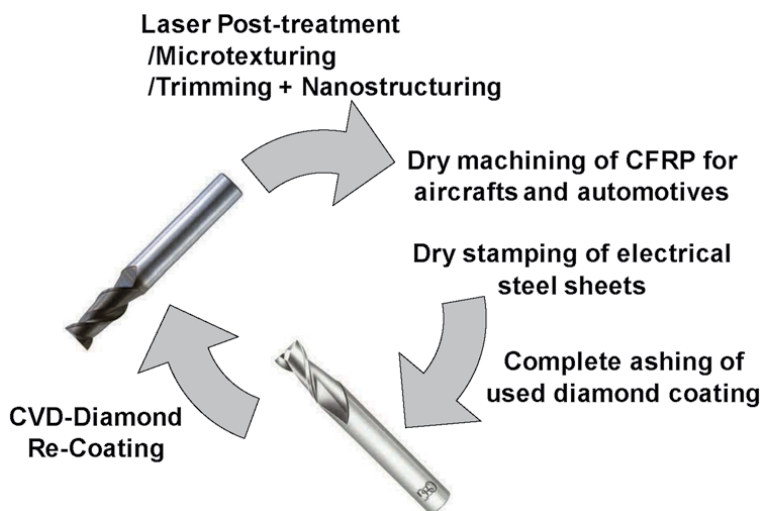 Laser Post-treatment
/Microtexturing
/Trimming + Nanostructuring
Dry machining of CFRP for
aircrafts and automotives
Dry stamping of electrical
steel sheets
Complete ashing of
used diamond coating
CVD-Diamond
Re-Coating